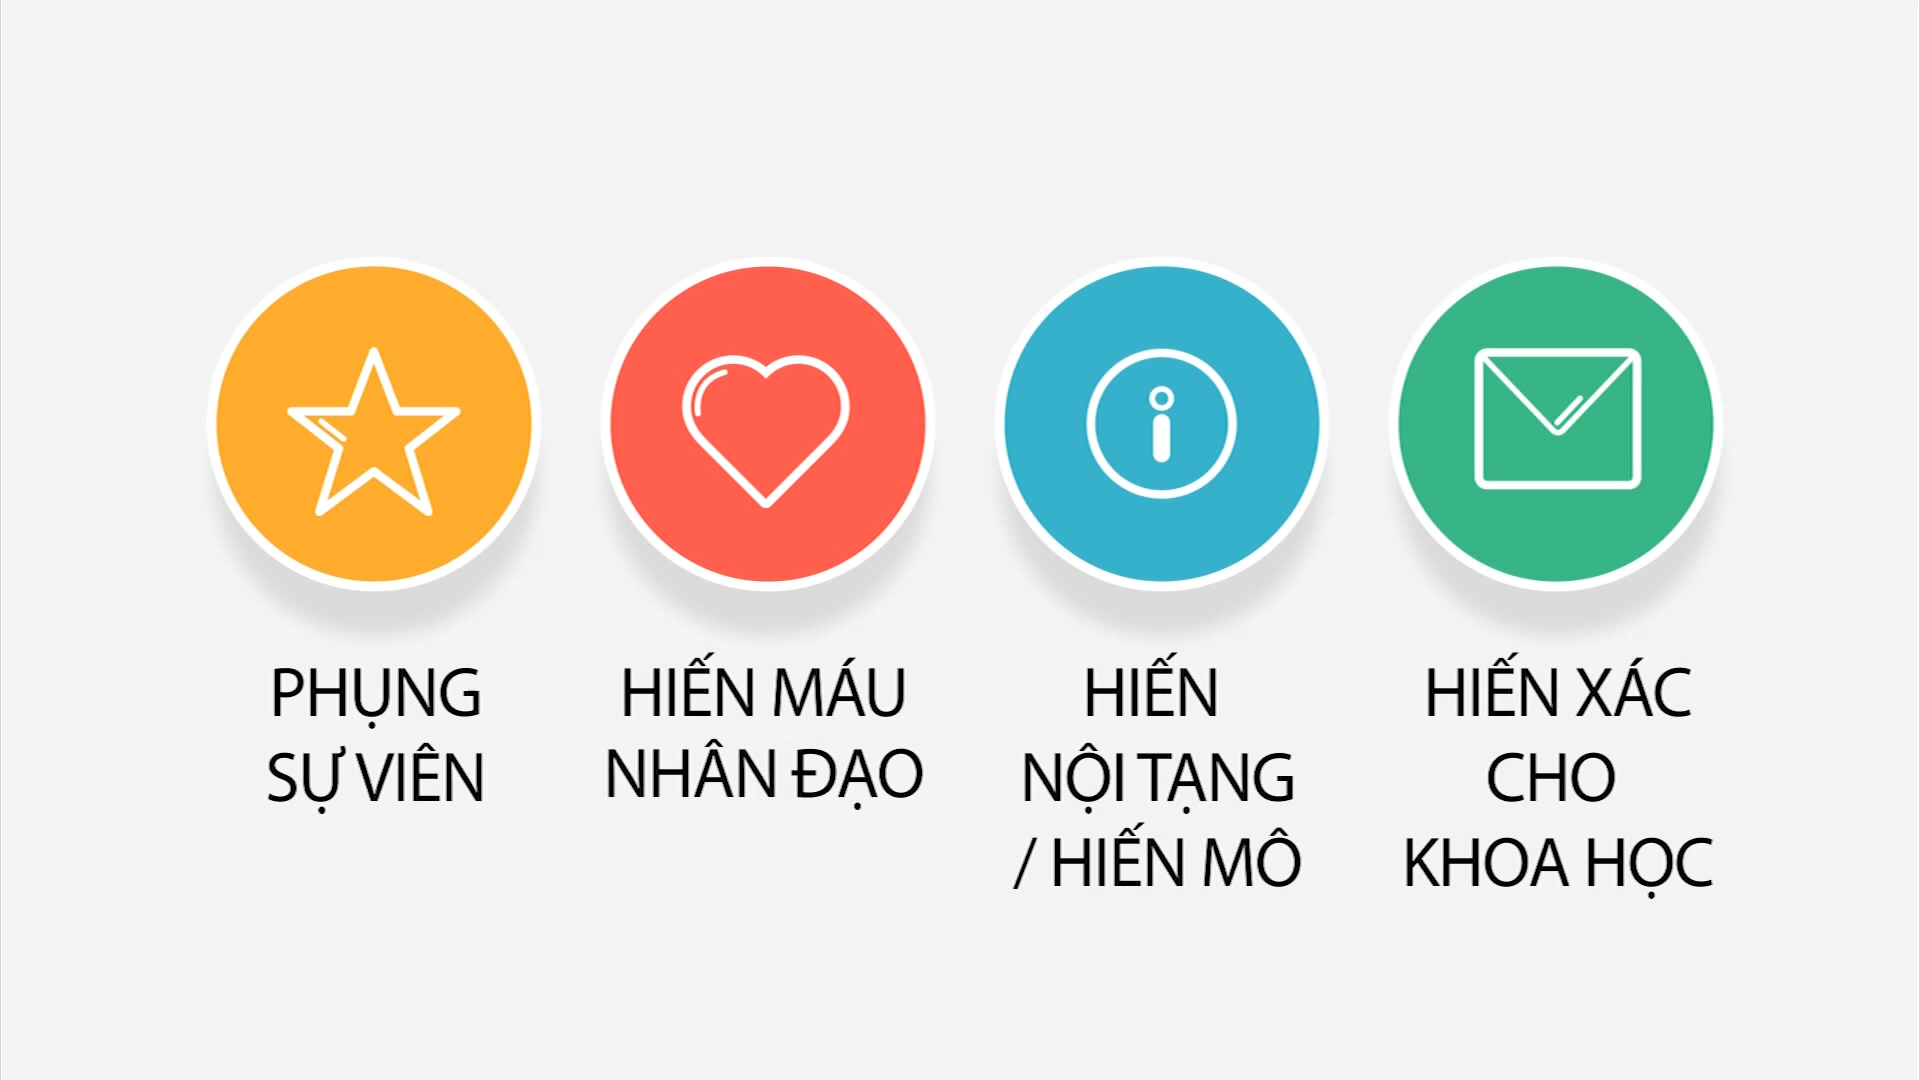 PHỤNG
SỰ VIÊN
HIẾN MÁU
NHÂN ĐẠO
HIẾN
NỘI TẠNG
/ HIẾN MÔ
HIẾN XÁC
CHO
KHOA HỌC